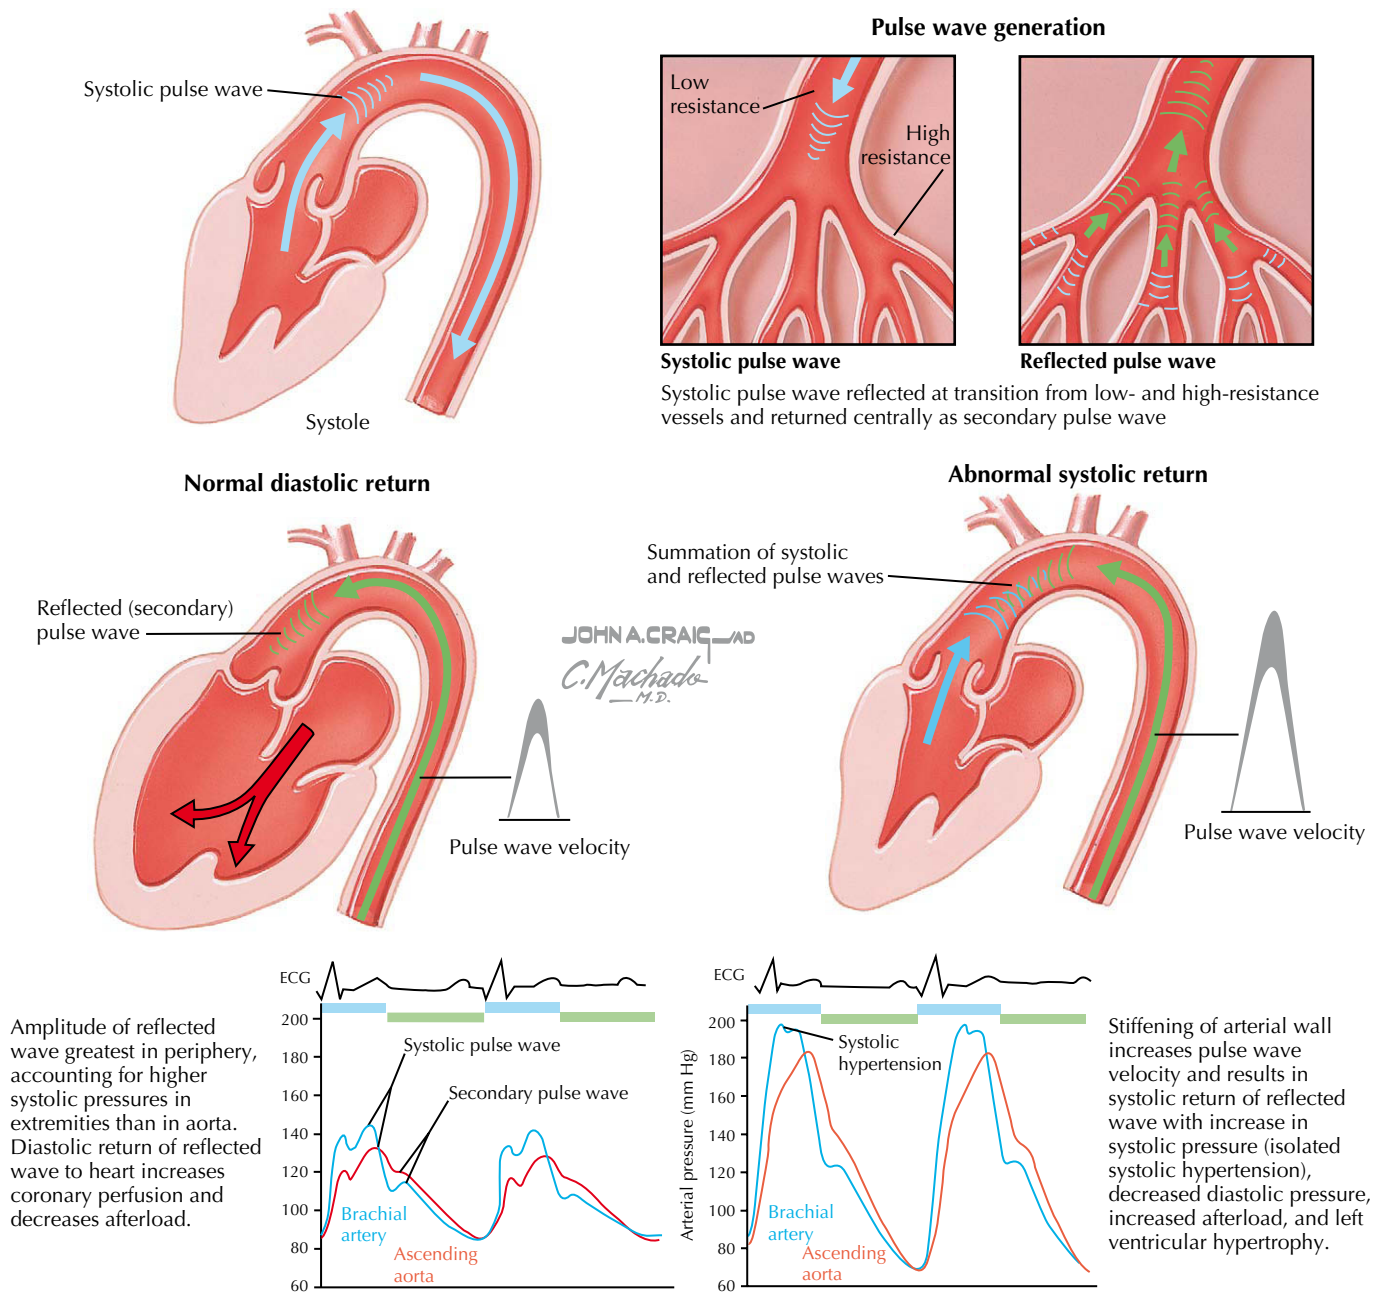 Pulse wave generation
Systolic pulse wave
Low
resistance
High
resistance
Systole
Systolic pulse wave
Reflected pulse wave
Systolic pulse wave reflected at transition from low- and high-resistance
vessels and returned centrally as secondary pulse wave
Normal diastolic return
Abnormal systolic return
Reflected (secondary)
pulse wave
Summation of systolic
and reflected pulse waves
JOHN A. CRAIG—AD
C. Machado
—M.D.
Pulse wave velocity
Pulse wave velocity
Amplitude of reflected
wave greatest in periphery,
accounting for higher
systolic pressures in
extremities than in aorta.
Diastolic return of reflected
wave to heart increases
coronary perfusion and
decreases afterload.
ECG
200
180
160
140
120
100
80
60
Systolic pulse wave
Secondary pulse wave
Brachial
artery
Ascending
aorta
ECG
Arterial pressure (mm Hg)
200
180
160
140
120
100
80
60
Systolic
hypertension
Brachial
artery
Ascending
aorta
Stiffening of arterial wall
increases pulse wave
velocity and results in
systolic return of reflected
wave with increase in
systolic pressure (isolated
systolic hypertension),
decreased diastolic pressure,
increased afterload, and left
ventricular hypertrophy.